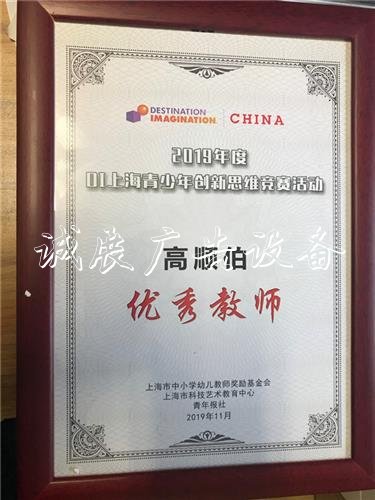 DESTINATION
IMAGINATION
CHINA
2019年度
DI上海青少年创新思维竞赛活动
诚展广告设备
高顺伯
优秀教师
上海市中小学幼儿教师奖励基金会
上海市科技艺术教育中心
青年报社
2019年11月